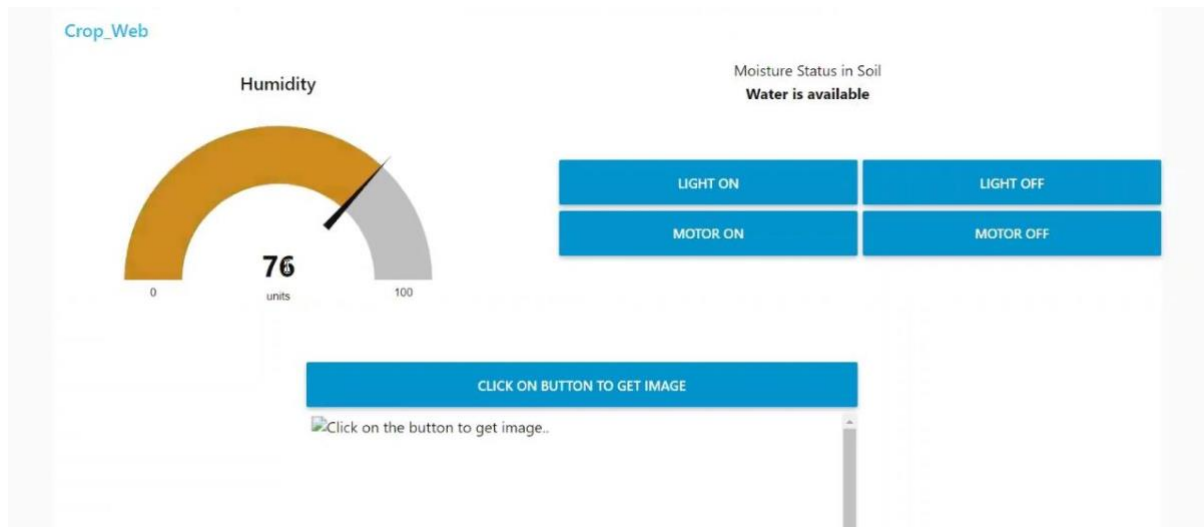 Crop_Web
Humidity
76
units
0
100
Moisture Status in Soil
Water is available
LIGHT ON
LIGHT OFF
MOTOR ON
MOTOR OFF
CLICK ON BUTTON TO GET IMAGE
Click on the button to get image..